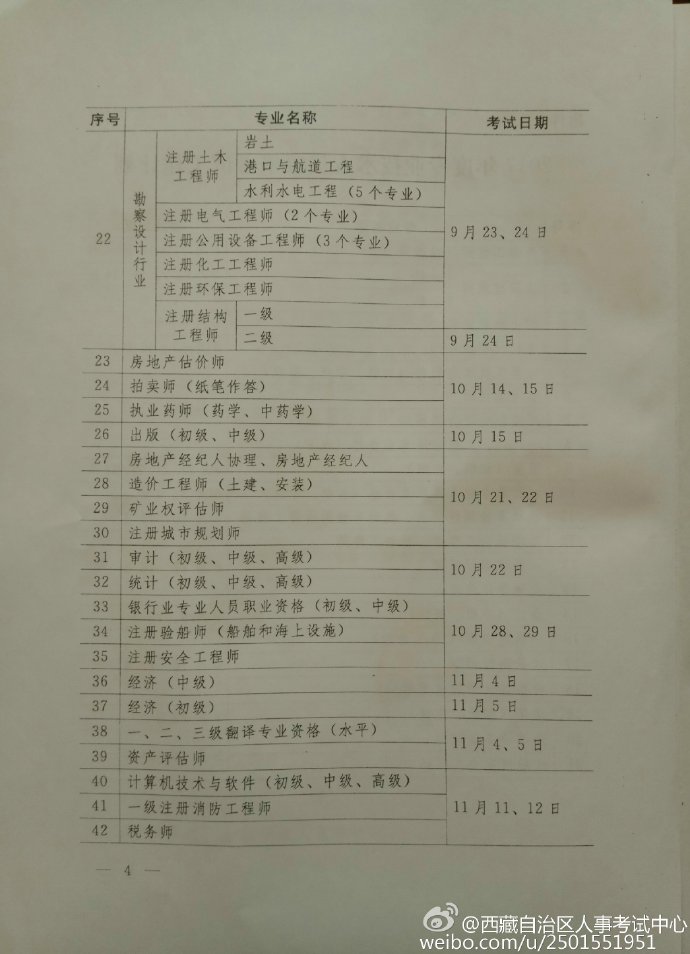 序号 专业名称 考试日期
22 勘察设计行业 注册土木工程师 岩土 9月23、24日
港口与航道工程
水利水电工程（5个专业）
注册电气工程师（2个专业）
注册公用设备工程师（3个专业）
注册化工工程师
注册环保工程师
注册结构工程师 一级
二级 9月24日
23 房地产估价师 10月14、15日
24 拍卖师（纸笔作答）
25 执业药师（药学、中药学）
26 出版（初级、中级） 10月15日
27 房地产经纪人协理、房地产经纪人 10月21、22日
28 造价工程师（土建、安装）
29 矿业权评估师
30 注册城市规划师
31 审计（初级、中级、高级） 10月22日
32 统计（初级、中级、高级）
33 银行业专业人员职业资格（初级、中级） 10月28、29日
34 注册验船师（船舶和海上设施）
35 注册安全工程师
36 经济（中级） 11月4日
37 经济（初级） 11月5日
38 一、二、三级翻译专业资格（水平） 11月4、5日
39 资产评估师
40 计算机技术与软件（初级、中级、高级） 11月11、12日
41 一级注册消防工程师
42 税务师
— 4 —
@西藏自治区人事考试中心
weibo.com/u/2501551951